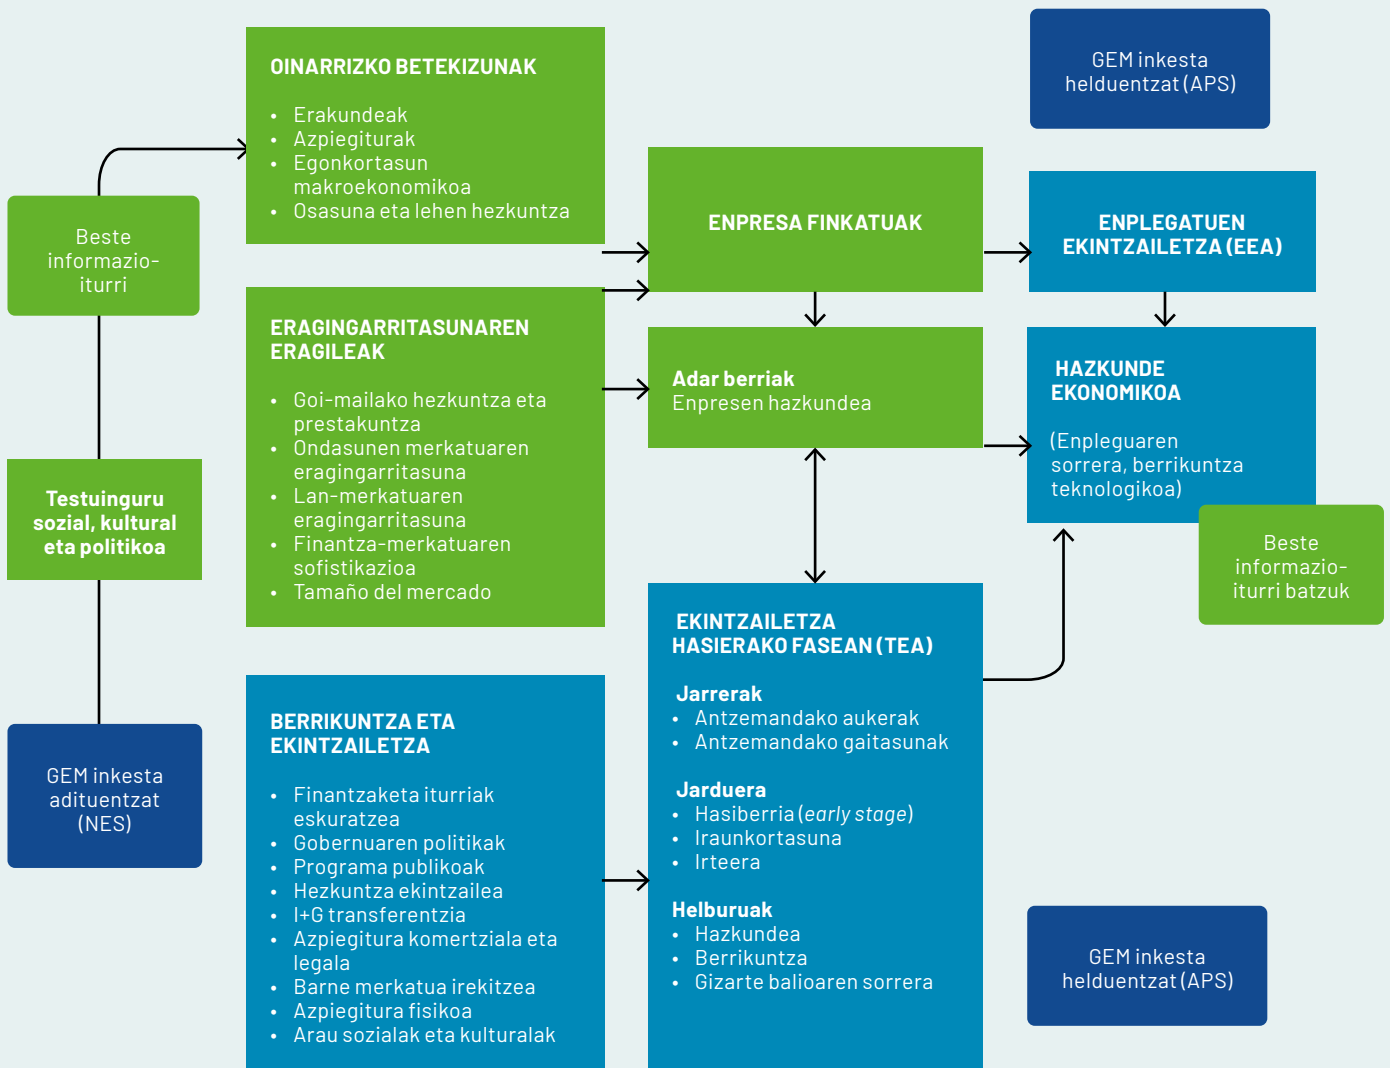 Beste
informazio-
iturri
Testuinguru
sozial, kultural
eta politikoa
GEM inkesta
adituentzat
(NES)
OINARRIZKO BETEKIZUNAK
• Erakundeak
• Azpiegiturak
• Egonkortasun
makroekonomikoa
• Osasuna eta lehen hezkuntza
ERAGINGARRITASUNAREN
ERAGILEAK
• Goi-mailako hezkuntza eta
prestakuntza
• Ondasunen merkatuaren
eragingarritasuna
• Lan-merkatuaren
eragingarritasuna
• Finantza-merkatuaren
sofistikazioa
• Tamaño del mercado
BERRIKUNTZA ETA
EKINTZAILETZA
• Finantzaketa iturriak
eskuratzea
• Gobernuaren politikak
• Programa publikoak
• Hezkuntza ekintzailea
• I+G transferentzia
• Azpiegitura komertziala eta
legala
• Barne merkatua irekitzea
• Azpiegitura fisikoa
• Arau sozialak eta kulturalak
ENPRESA FINKATUAK
Adar berriak
Enpresen hazkundea
EKINTZAILETZA
HASIERAKO FASEAN (TEA)
Jarrerak
• Antzemandako aukerak
• Antzemandako gaitasunak
Jarduera
• Hasiberria (early stage)
• Iraunkortasuna
• Irteera
Helburuak
• Hazkundea
• Berrikuntza
• Gizarte balioaren sorrera
GEM inkesta
helduentzat (APS)
ENPLEGATUEN
EKINTZAILETZA (EEA)
HAZKUNDE
EKONOMIKOA
(Enpleguaren
sorrera, berrikuntza
teknologikoa)
Beste
informazio-
iturri batzuk
GEM inkesta
helduentzat (APS)